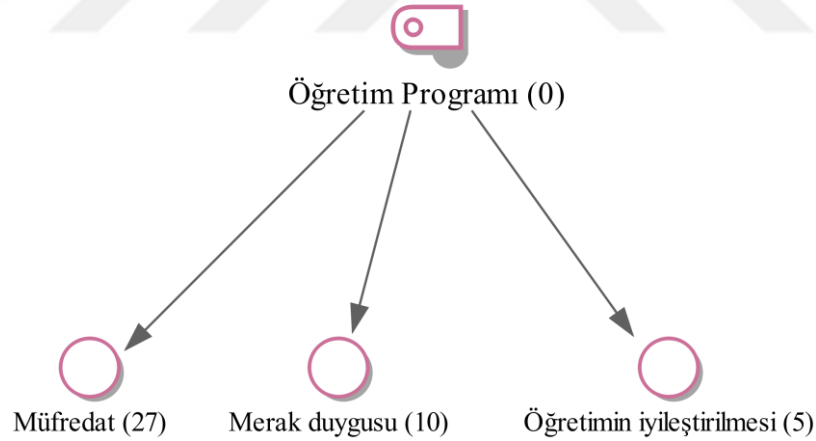 Öğretim Programı (0)
Müfredat (27)
Merak duygusu (10)
Öğretimin iyileştirilmesi (5)